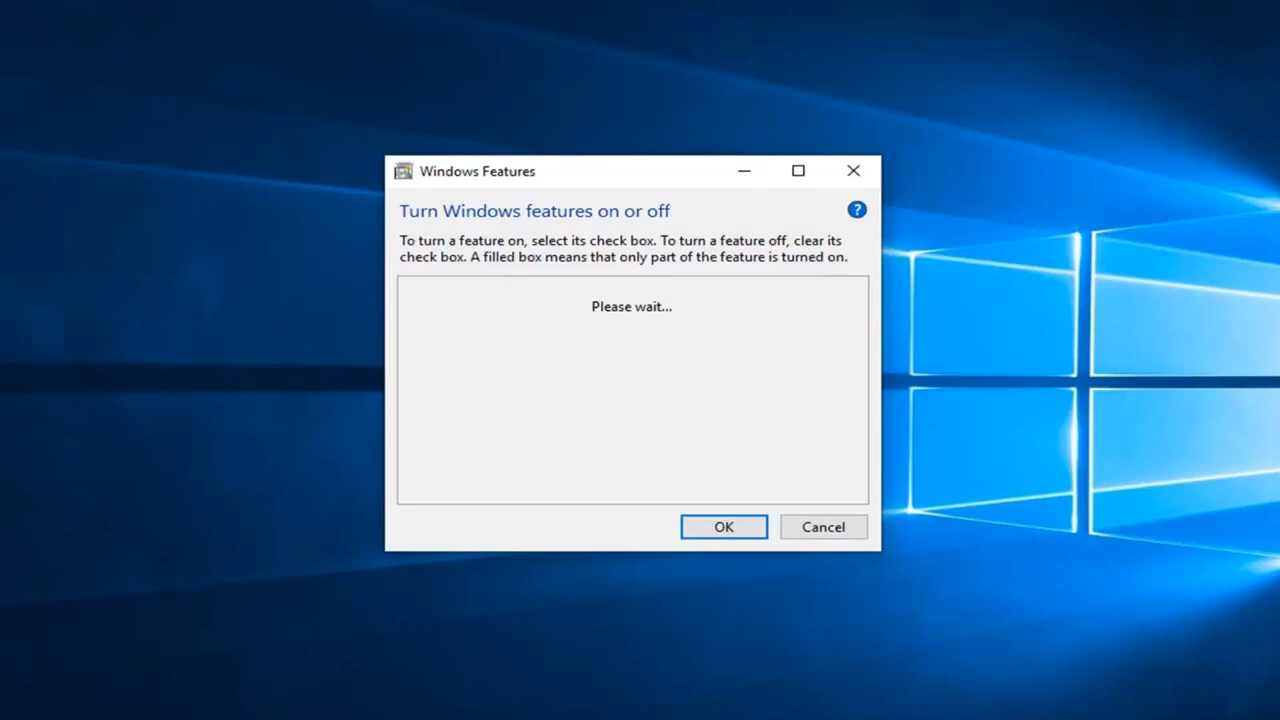 Windows Features
Turn Windows features on or off
To turn a feature on, select its check box. To turn a feature off, clear its
check box. A filled box means that only part of the feature is turned on.
Please wait...
OK
Cancel